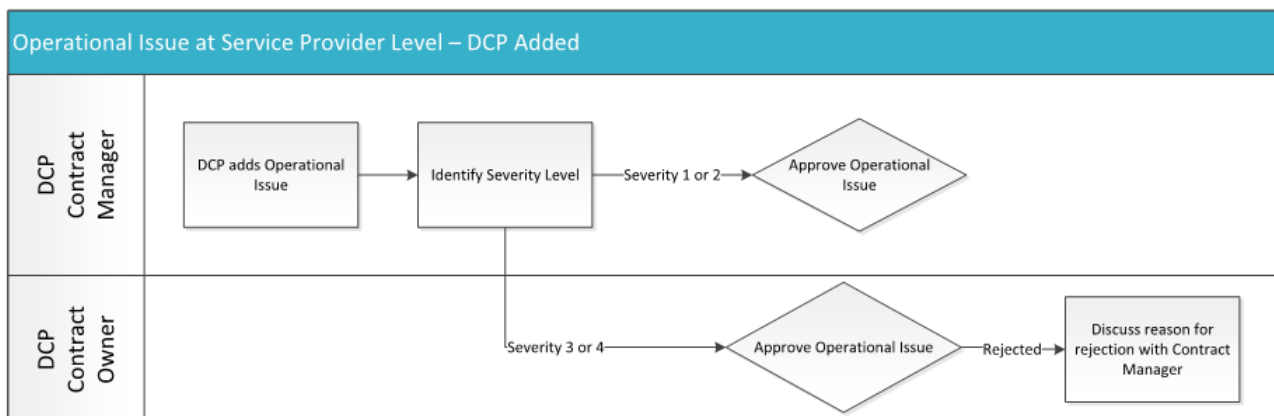 Operational Issue at Service Provider Level – DCP Added
DCP
Contract
Manager
DCP adds Operational
Issue
Identify Severity Level
Severity 1 or 2
Approve Operational
Issue
DCP
Contract
Owner
Severity 3 or 4
Approve Operational Issue
Rejected
Discuss reason for
rejection with Contract
Manager